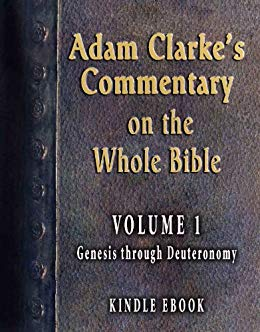 Adam Clarke's
Commentary
on the
Whole Bible
VOLUME 1
Genesis through Deuteronomy
KINDLE EBOOK